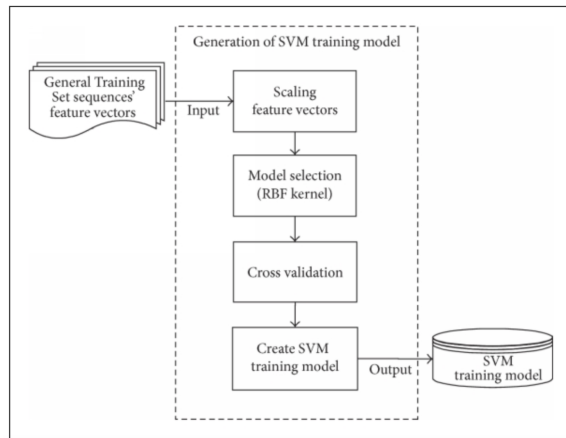 Generation of SVM training model
General Training
Set sequences'
feature vectors
Input
Scaling
feature vectors
Model selection
(RBF kernel)
Cross validation
Create SVM
training model
Output
SVM
training model